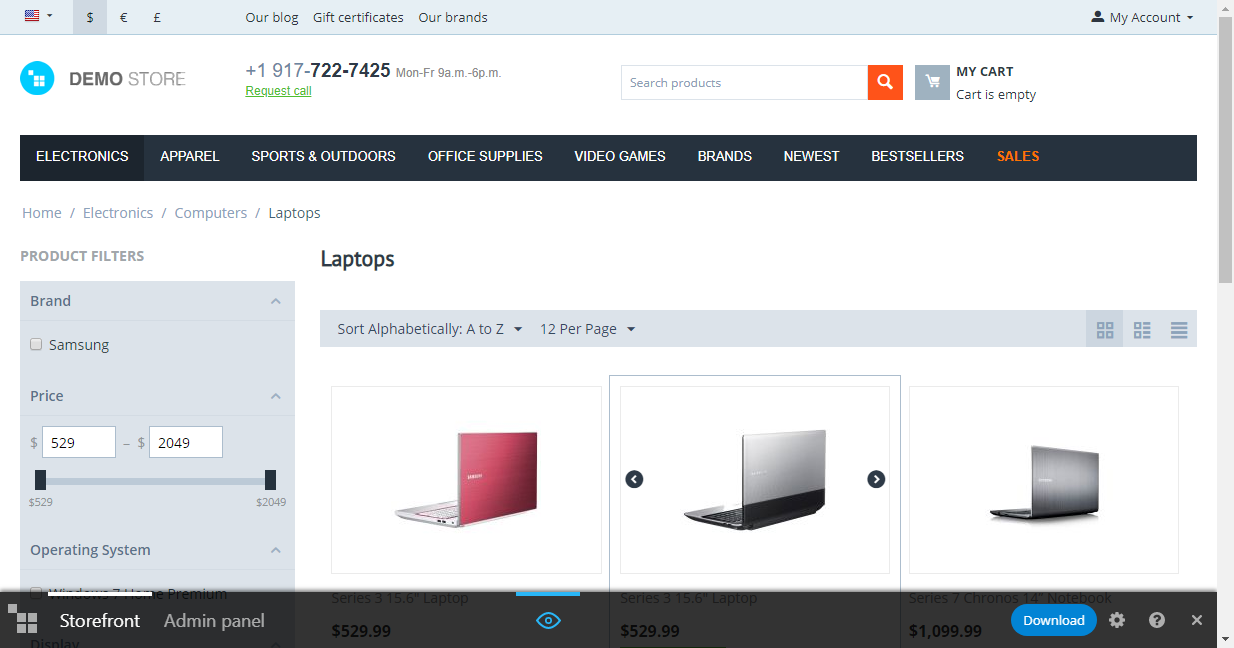 $ € £ Our blog Gift certificates Our brands My Account
DEMO STORE
+1 917-722-7425 Mon-Fr 9a.m.-6p.m.
Request call
Search products
MY CART
Cart is empty
ELECTRONICS APPAREL SPORTS & OUTDOORS OFFICE SUPPLIES VIDEO GAMES BRANDS NEWEST BESTSELLERS SALES
Home / Electronics / Computers / Laptops
PRODUCT FILTERS
Brand
Samsung
Price
$ 529 – $ 2049
$529 $2049
Operating System
Windows 7 Home Premium
Display
Laptops
Sort Alphabetically: A to Z 12 Per Page
SAMSUNG
Series 3 15.6" Laptop
$529.99
Series 3 15.6" Laptop
$529.99
Series 7 Chronos 14" Notebook
$1,099.99
Storefront Admin panel Download ? ×